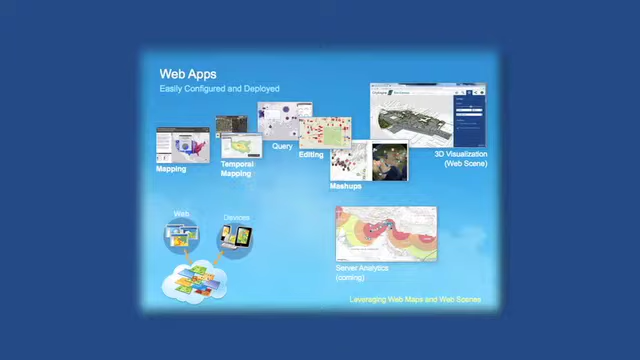 Web Apps
Easily Configured and Deployed
Mapping
Temporal
Mapping
Query
Editing
Mashups
3D Visualization
(Web Scene)
Web
Devices
Server Analytics
(coming)
Leveraging Web Maps and Web Scenes